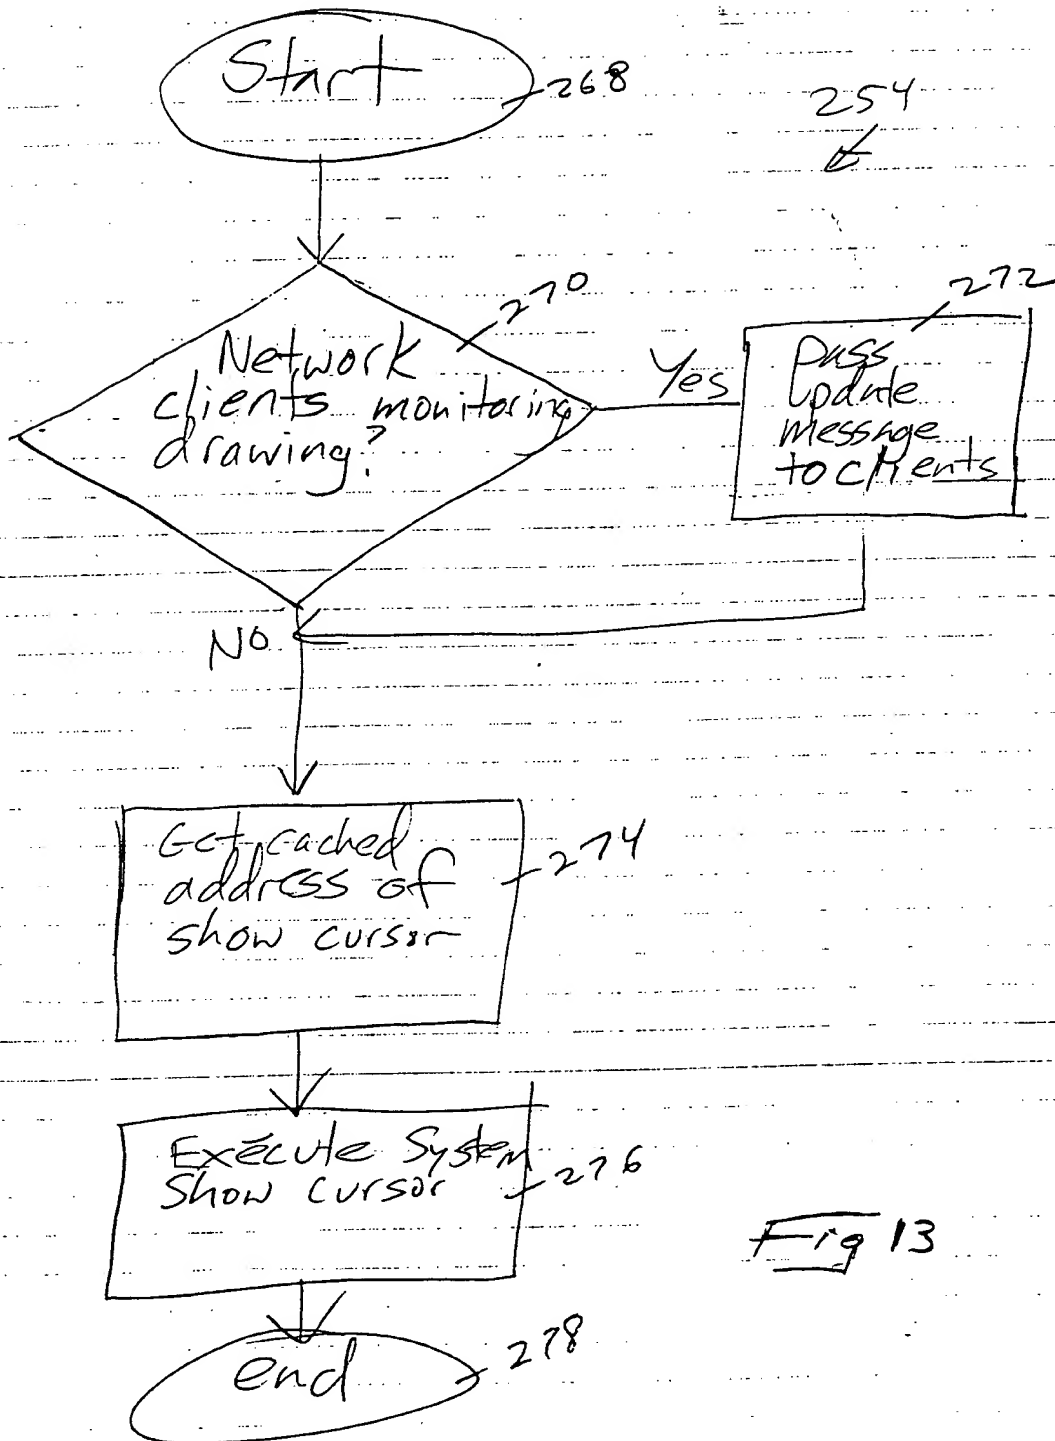 Start
268
254
270
Network
clients monitoring
drawing?
Yes
272
pass
update
message
to clients
NO
Get cached
address of
show cursor
274
Execute System
Show cursor
276
Fig 13
end
278